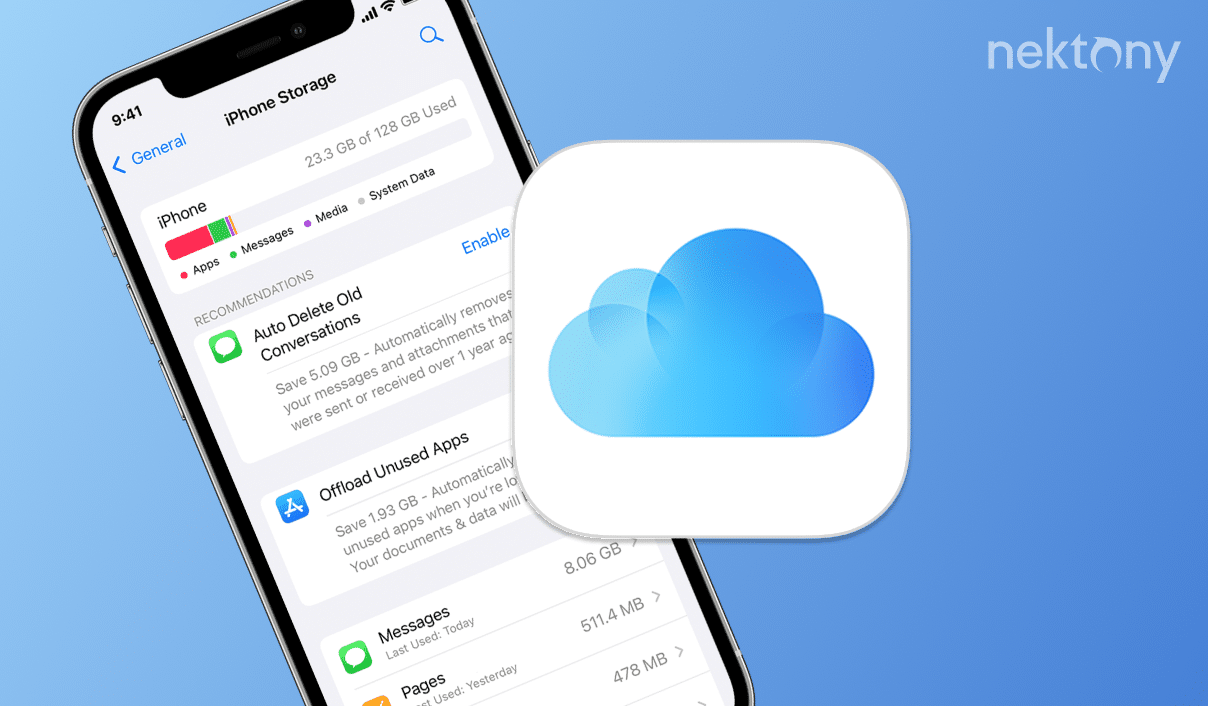 nektony
9:41
General
iPhone Storage
iPhone
23.3 GB of 128 GB Used
Apps
Messages
Media
System Data
RECOMMENDATIONS
Auto Delete Old
Conversations
Enable
Save 5.09 GB - Automatically removes
your messages and attachments that
were sent or received over 1 year
Offload Unused Apps
Save 1.93 GB - Automatically
unused apps when you're
Your documents & data will
Messages
Last Used: Today
8.06 GB
Pages
Used: Yesterday
511.4 MB
478 MB